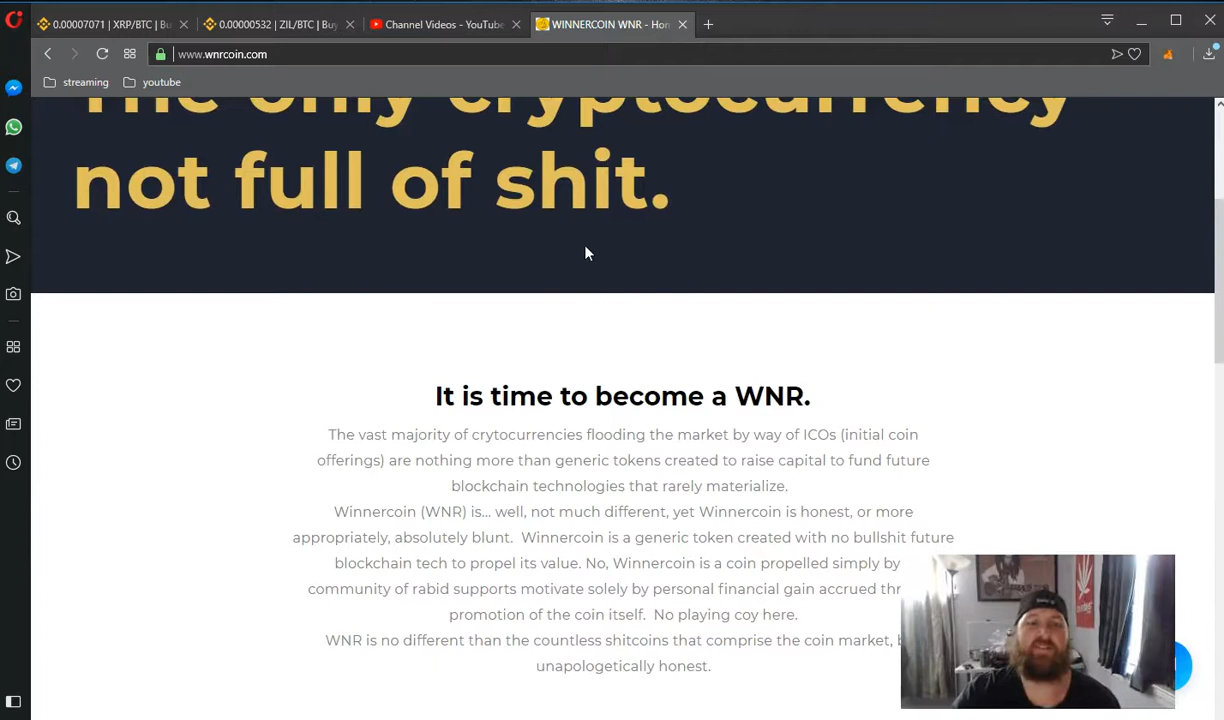 0.00007071 | XRP/BTC | Bu
0.00000532 | ZIL/BTC | Buy
Channel Videos - YouTube
WINNERCOIN WNR - Hon
www.wnrcoin.com
streaming
youtube
The only cryptocurrency
not full of shit.
It is time to become a WNR.
The vast majority of crytocurrencies flooding the market by way of ICOs (initial coin
offerings) are nothing more than generic tokens created to raise capital to fund future
blockchain technologies that rarely materialize.
Winnercoin (WNR) is... well, not much different, yet Winnercoin is honest, or more
appropriately, absolutely blunt. Winnercoin is a generic token created with no bullshit future
blockchain tech to propel its value. No, Winnercoin is a coin propelled simply by
community of rabid supports motivate solely by personal financial gain accrued thr
promotion of the coin itself. No playing coy here.
WNR is no different than the countless shitcoins that comprise the coin market, b
unapologetically honest.